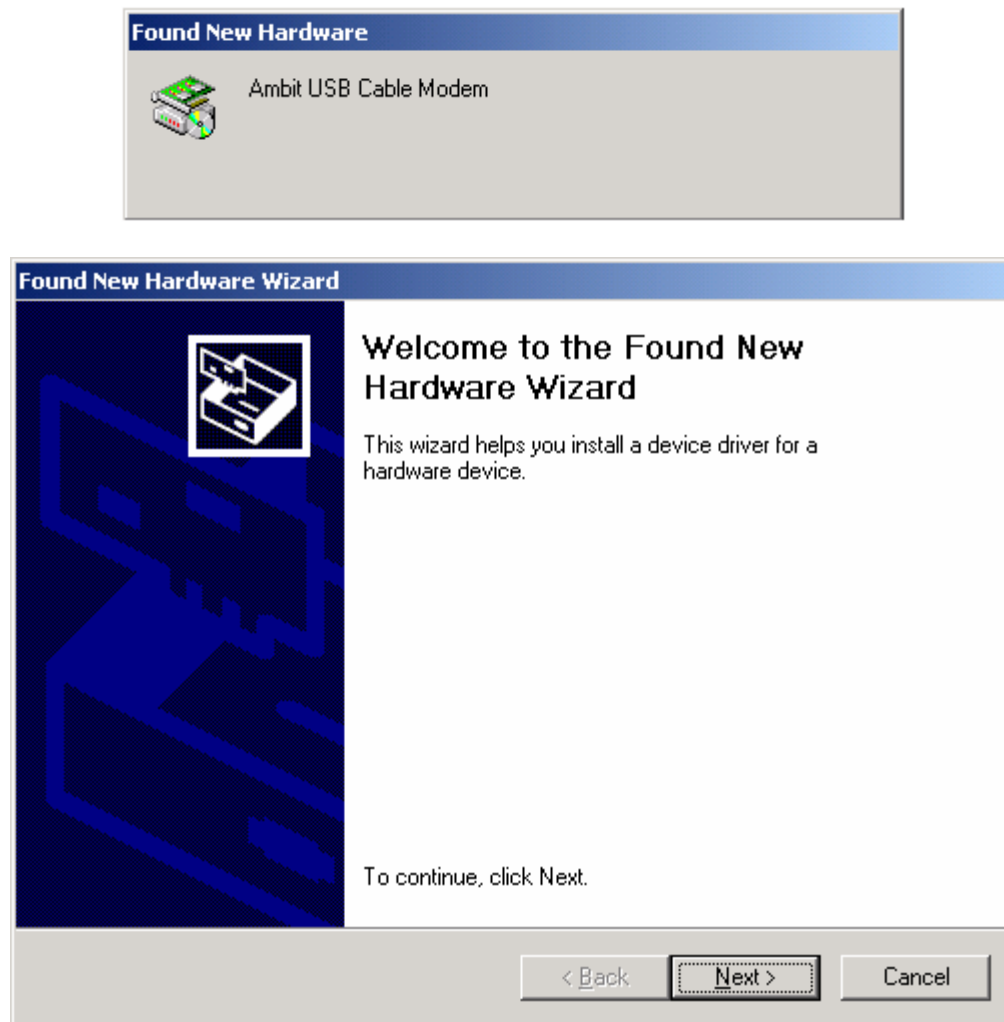 Found New Hardware
Ambit USB Cable Modem
Found New Hardware Wizard
Welcome to the Found New
Hardware Wizard
This wizard helps you install a device driver for a
hardware device.
To continue, click Next.
< Back
Next >
Cancel